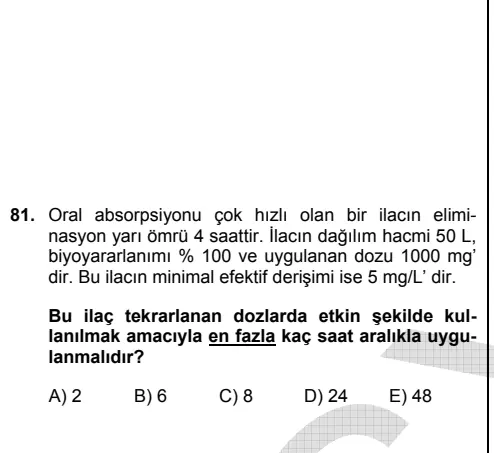 81. Oral absorpsiyonu çok hızlı olan bir ilacın elimi-
nasyon yarı ömrü 4 saattir. İlacın dağılım hacmi 50 L,
biyoyararlanımı % 100 ve uygulanan dozu 1000 mg'
dir. Bu ilacın minimal efektif derişimi ise 5 mg/L' dir.
Bu ilaç tekrarlanan dozlarda etkin şekilde kul-
lanılmak amacıyla en fazla kaç saat aralıkla uygu-
lanmalıdır?
A) 2 B) 6 C) 8 D) 24 E) 48